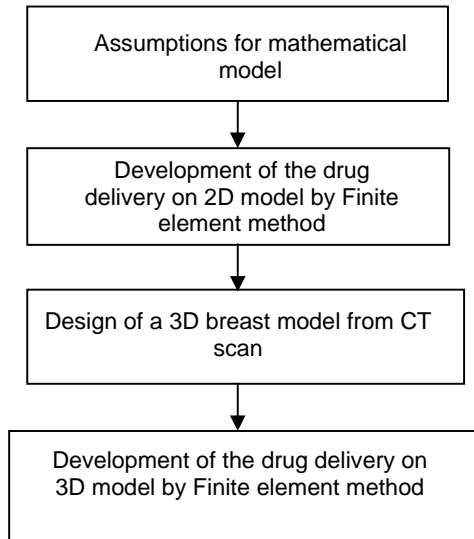 Assumptions for mathematical
model
Development of the drug
delivery on 2D model by Finite
element method
Design of a 3D breast model from CT
scan
Development of the drug delivery on
3D model by Finite element method